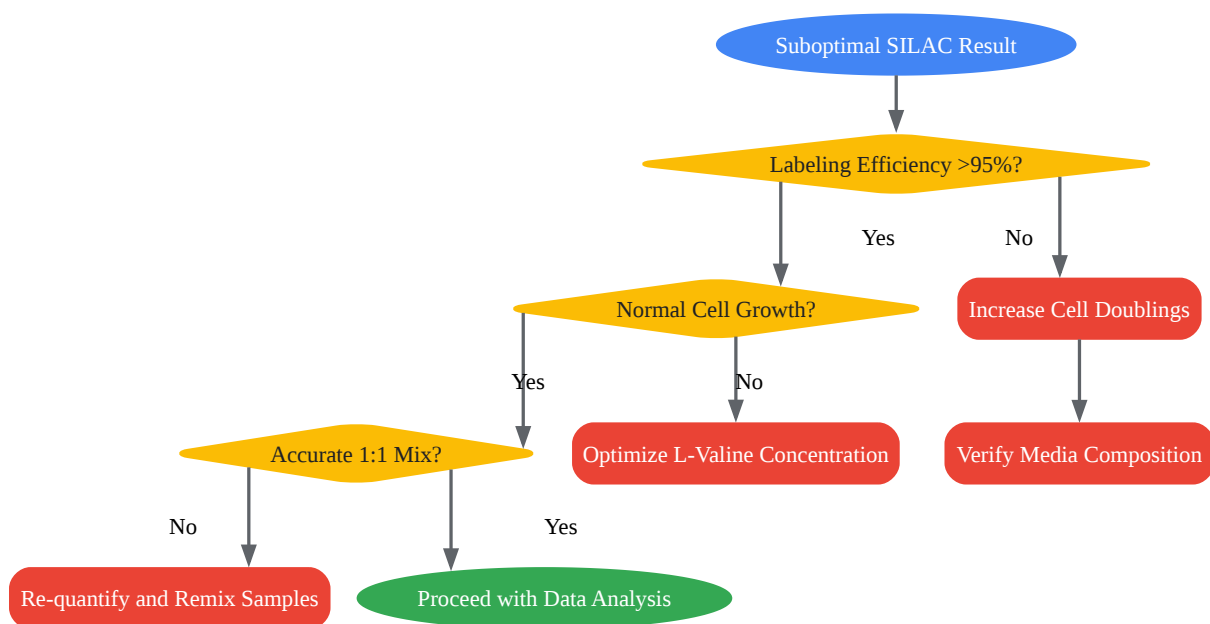 Suboptimal SILAC Result
Labeling Efficiency >95%?
Yes
No
Normal Cell Growth?
Increase Cell Doublings
Yes
No
Accurate 1:1 Mix?
Optimize L-Valine Concentration
Verify Media Composition
No
Yes
Re-quantify and Remix Samples
Proceed with Data Analysis